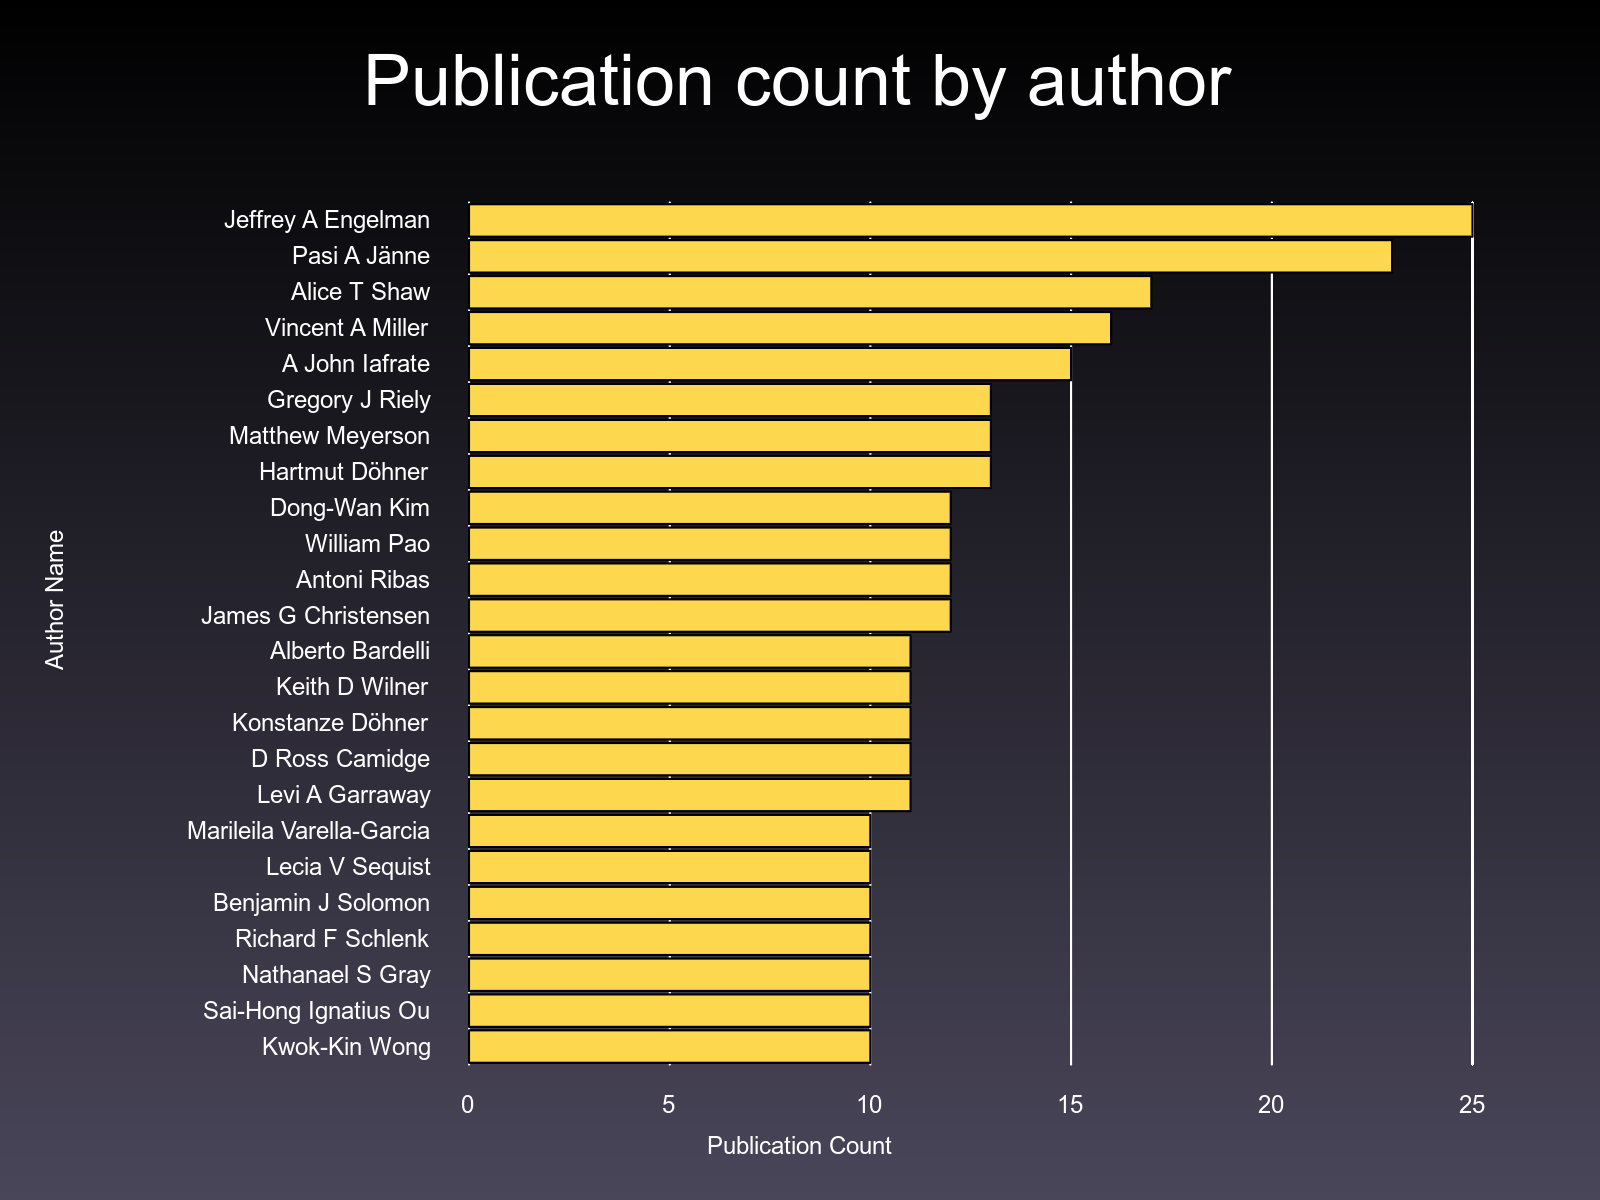 Publication count by author
Jeffrey A Engelman
Pasi A Jänne
Alice T Shaw
Vincent A Miller
A John Iafrate
Gregory J Riely
Matthew Meyerson
Hartmut Döhner
Dong-Wan Kim
William Pao
Antoni Ribas
James G Christensen
Alberto Bardelli
Keith D Wilner
Konstanze Döhner
D Ross Camidge
Levi A Garraway
Marileila Varella-Garcia
Lecia V Sequist
Benjamin J Solomon
Richard F Schlenk
Nathanael S Gray
Sai-Hong Ignatius Ou
Kwok-Kin Wong
Author Name
0 5 10 15 20 25
Publication Count